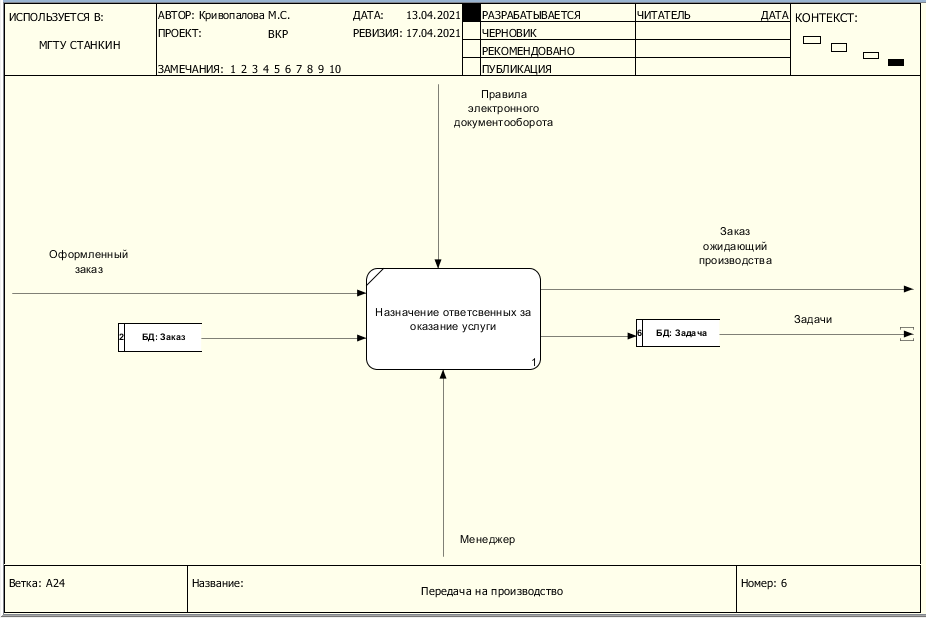 ИСПОЛЬЗУЕТСЯ В:
МГТУ СТАНКИН
АВТОР: Кривопалова М.С.
ДАТА: 13.04.2021
ПРОЕКТ: ВКР
РЕВИЗИЯ: 17.04.2021
ЗАМЕЧАНИЯ: 1 2 3 4 5 6 7 8 9 10
РАЗРАБАТЫВАЕТСЯ
ЧЕРНОВИК
РЕКОМЕНДОВАНО
ПУБЛИКАЦИЯ
ЧИТАТЕЛЬ ДАТА
КОНТЕКСТ:
Правила
электронного
документооборота
Оформленный
заказ
Заказ
ожидающий
производства
Назначение ответсвенных за
оказание услуги
1
2 БД: Заказ
6 БД: Задача
Задачи
Менеджер
Ветка: A24
Название:
Передача на производство
Номер: 6